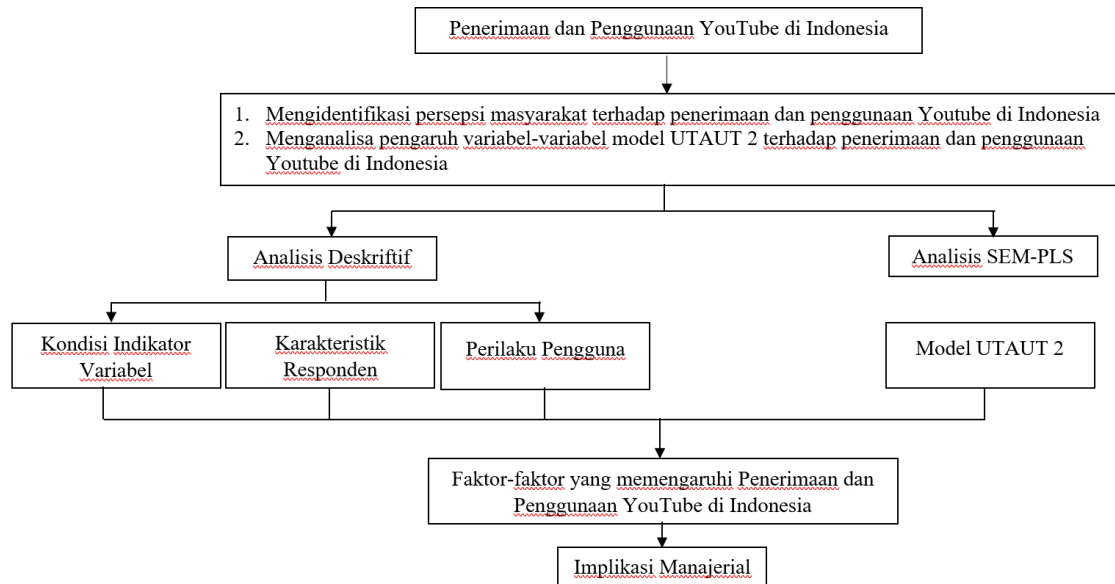 Penerimaan dan Penggunaan YouTube di Indonesia
1. Mengidentifikasi persepsi masyarakat terhadap penerimaan dan penggunaan Youtube di Indonesia
2. Menganalisa pengaruh variabel-variabel model UTAUT 2 terhadap penerimaan dan penggunaan
Youtube di Indonesia
Analisis Deskriftif
Analisis SEM-PLS
Kondisi Indikator
Variabel
Karakteristik
Responden
Perilaku Pengguna
Model UTAUT 2
Faktor-faktor yang memengaruhi Penerimaan dan
Penggunaan YouTube di Indonesia
Implikasi Manajerial